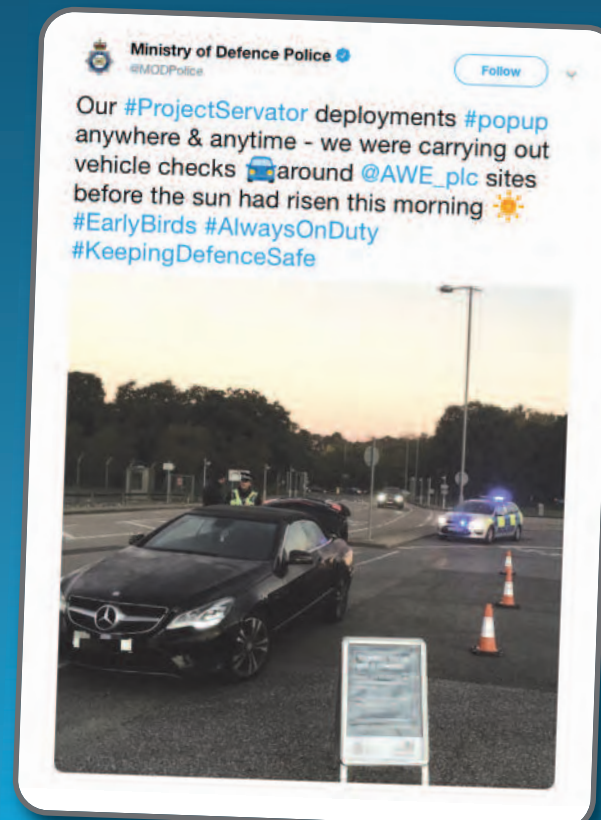 Ministry of Defence Police
@MODPolice
Follow
Our #ProjectServator deployments #popup
anywhere & anytime - we were carrying out
vehicle checks 🚘around @AWE_plc sites
before the sun had risen this morning ☀️
#EarlyBirds #AlwaysOnDuty
#KeepingDefenceSafe